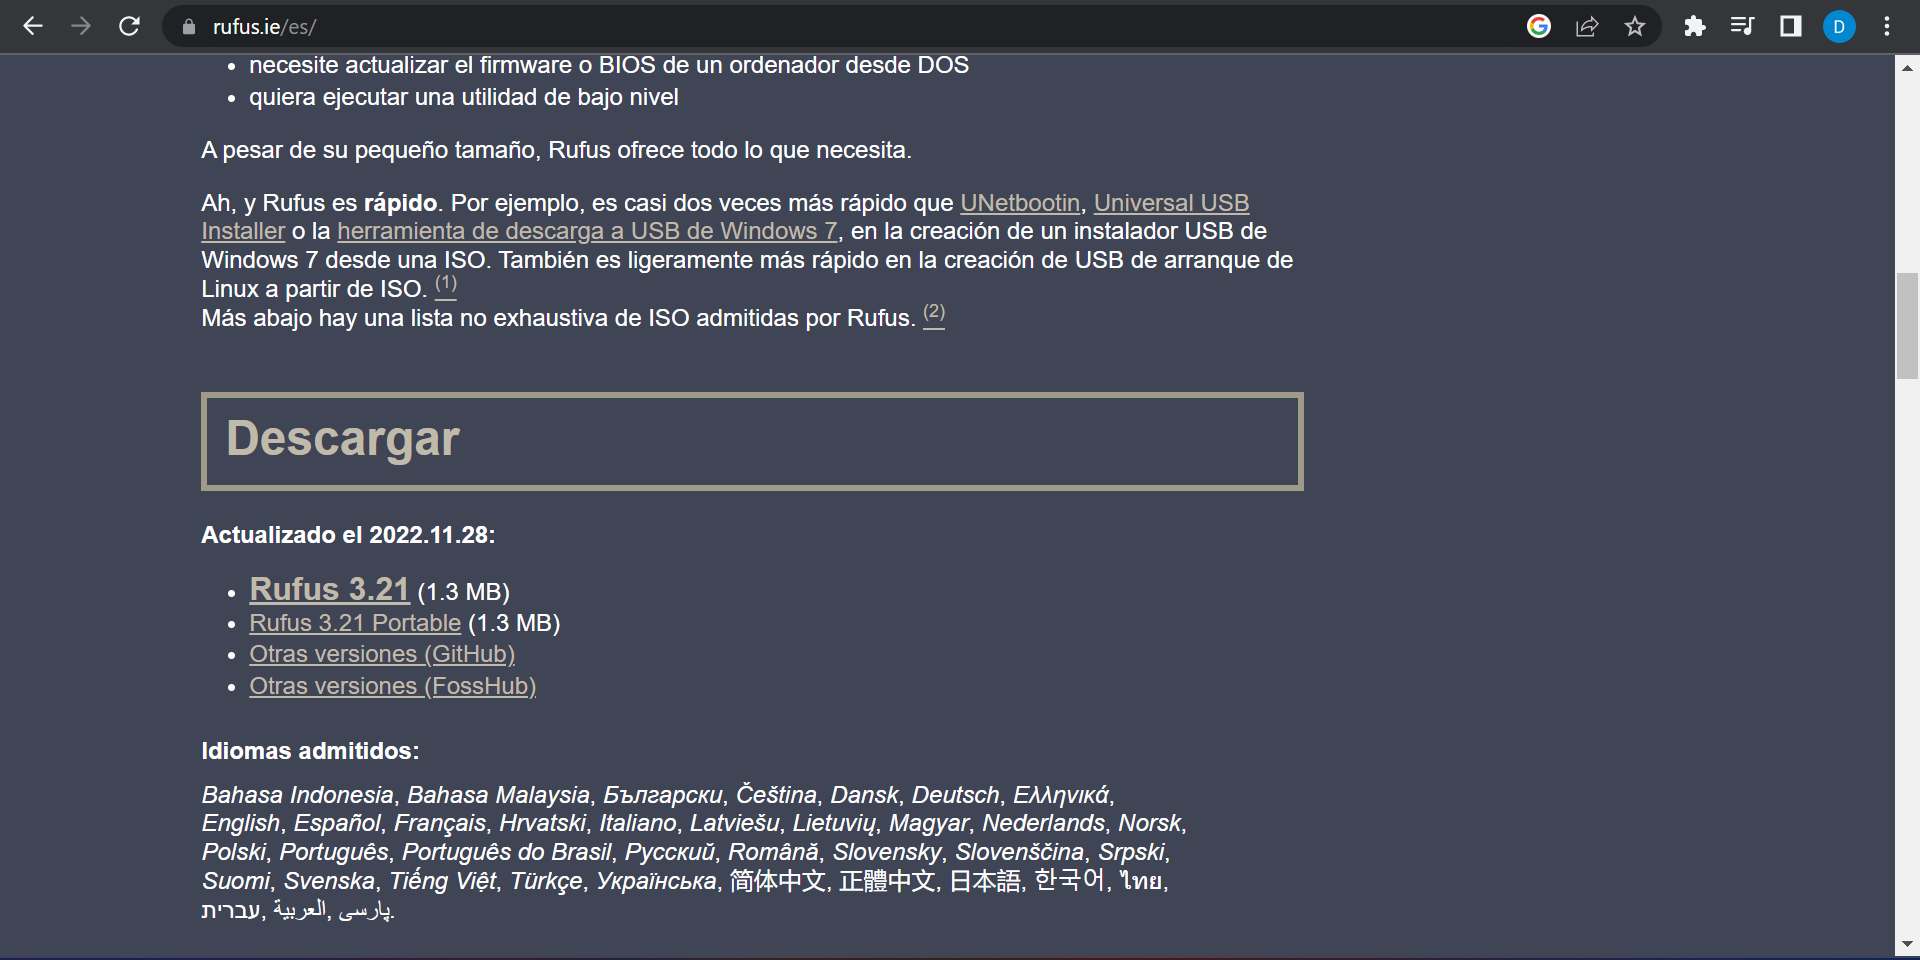 rufus.ie/es/
D
• necesite actualizar el firmware o BIOS de un ordenador desde DOS
• quiera ejecutar una utilidad de bajo nivel
A pesar de su pequeño tamaño, Rufus ofrece todo lo que necesita.
Ah, y Rufus es rápido. Por ejemplo, es casi dos veces más rápido que UNetbootin, Universal USB
Installer o la herramienta de descarga a USB de Windows 7, en la creación de un instalador USB de
Windows 7 desde una ISO. También es ligeramente más rápido en la creación de USB de arranque de
Linux a partir de ISO. (1)
Más abajo hay una lista no exhaustiva de ISO admitidas por Rufus. (2)
Descargar
Actualizado el 2022.11.28:
• Rufus 3.21 (1.3 MB)
• Rufus 3.21 Portable (1.3 MB)
• Otras versiones (GitHub)
• Otras versiones (FossHub)
Idiomas admitidos:
Bahasa Indonesia, Bahasa Malaysia, Български, Čeština, Dansk, Deutsch, Ελληνικά,
English, Español, Français, Hrvatski, Italiano, Latviešu, Lietuvių, Magyar, Nederlands, Norsk,
Polski, Português, Português do Brasil, Русский, Română, Slovensky, Slovenščina, Srpski,
Suomi, Svenska, Tiếng Việt, Türkçe, Українська, 简体中文, 正體中文, 日本語, 한국어, ไทย,
עברית, العربية, پارسی.